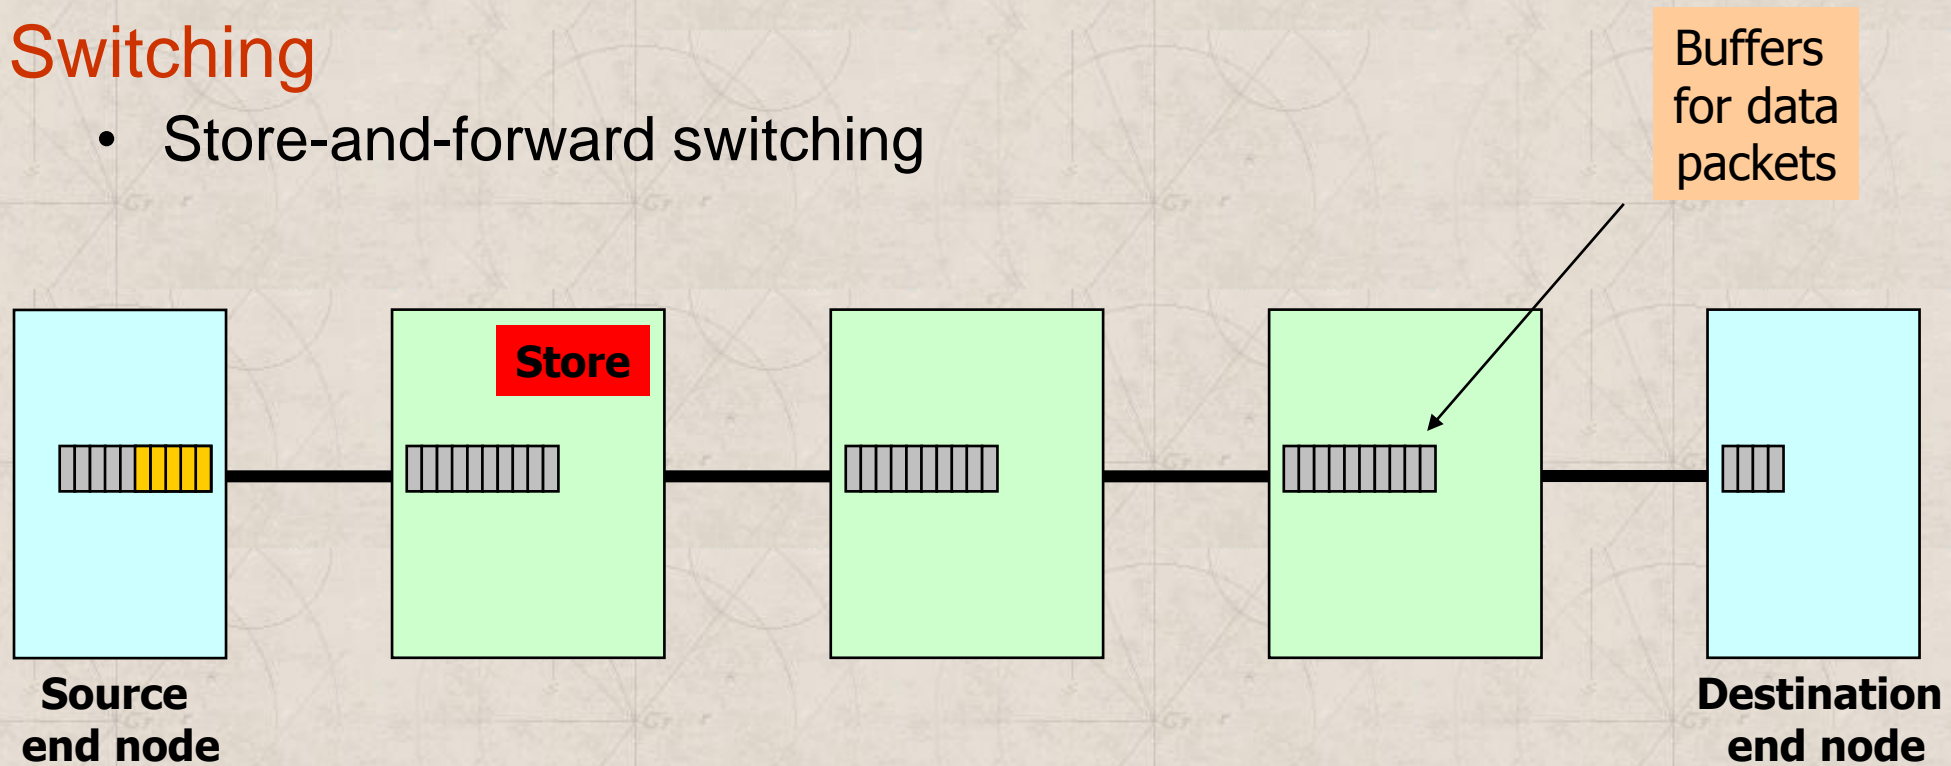 Switching
• Store-and-forward switching
Buffers
for data
packets
Store
Source
end node
Destination
end node